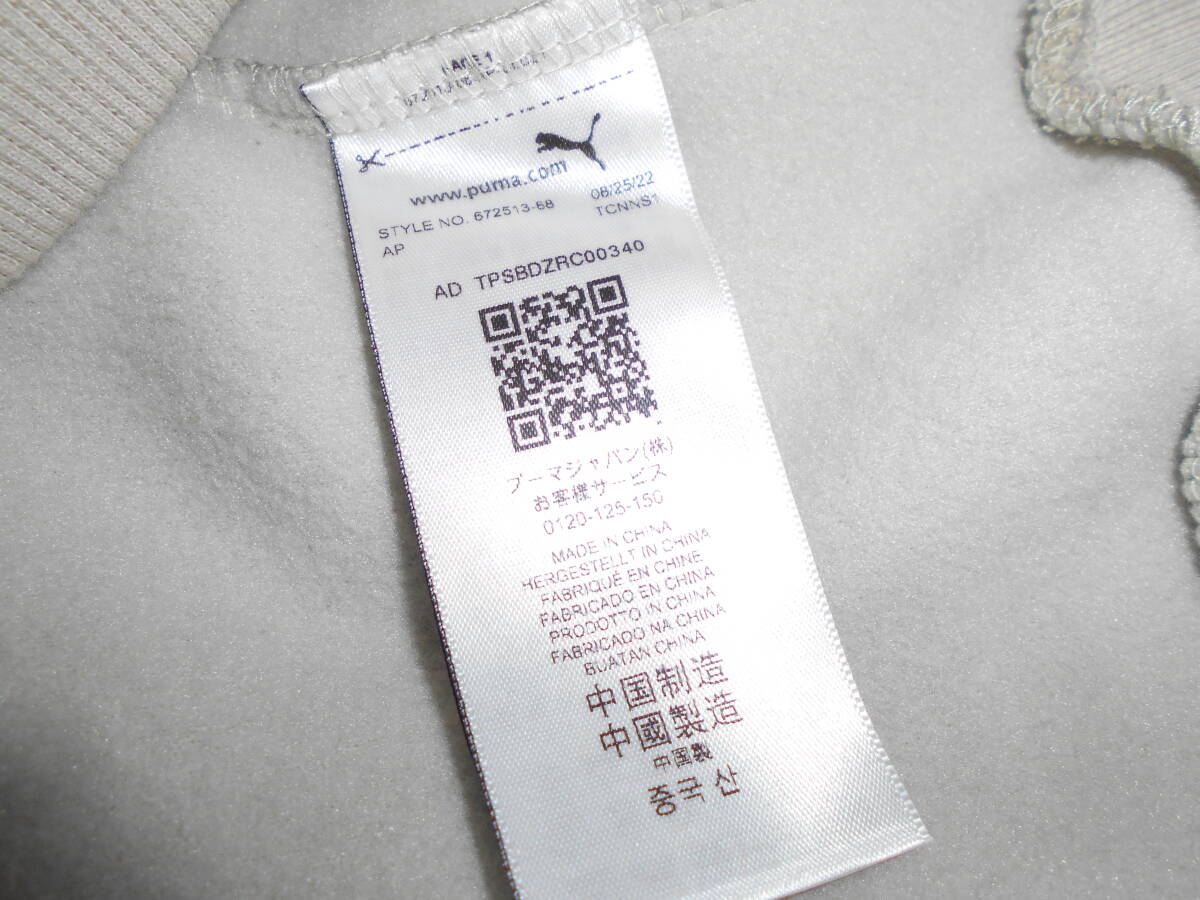 www.puma.com
STYLE NO. 672513-68 08/25/22
AP TCNNS1
AD TPSBDZRC00340
プーマジャパン(株)
お客様サービス
0120-125-150
MADE IN CHINA
HERGESTELLT IN CHINA
FABRIQUÉ EN CHINE
FABRICADO EN CHINA
PRODOTTO IN CHINA
FABRICADO NA CHINA
BUATAN CHINA
中国制造
中國製造
中国製
중국 산